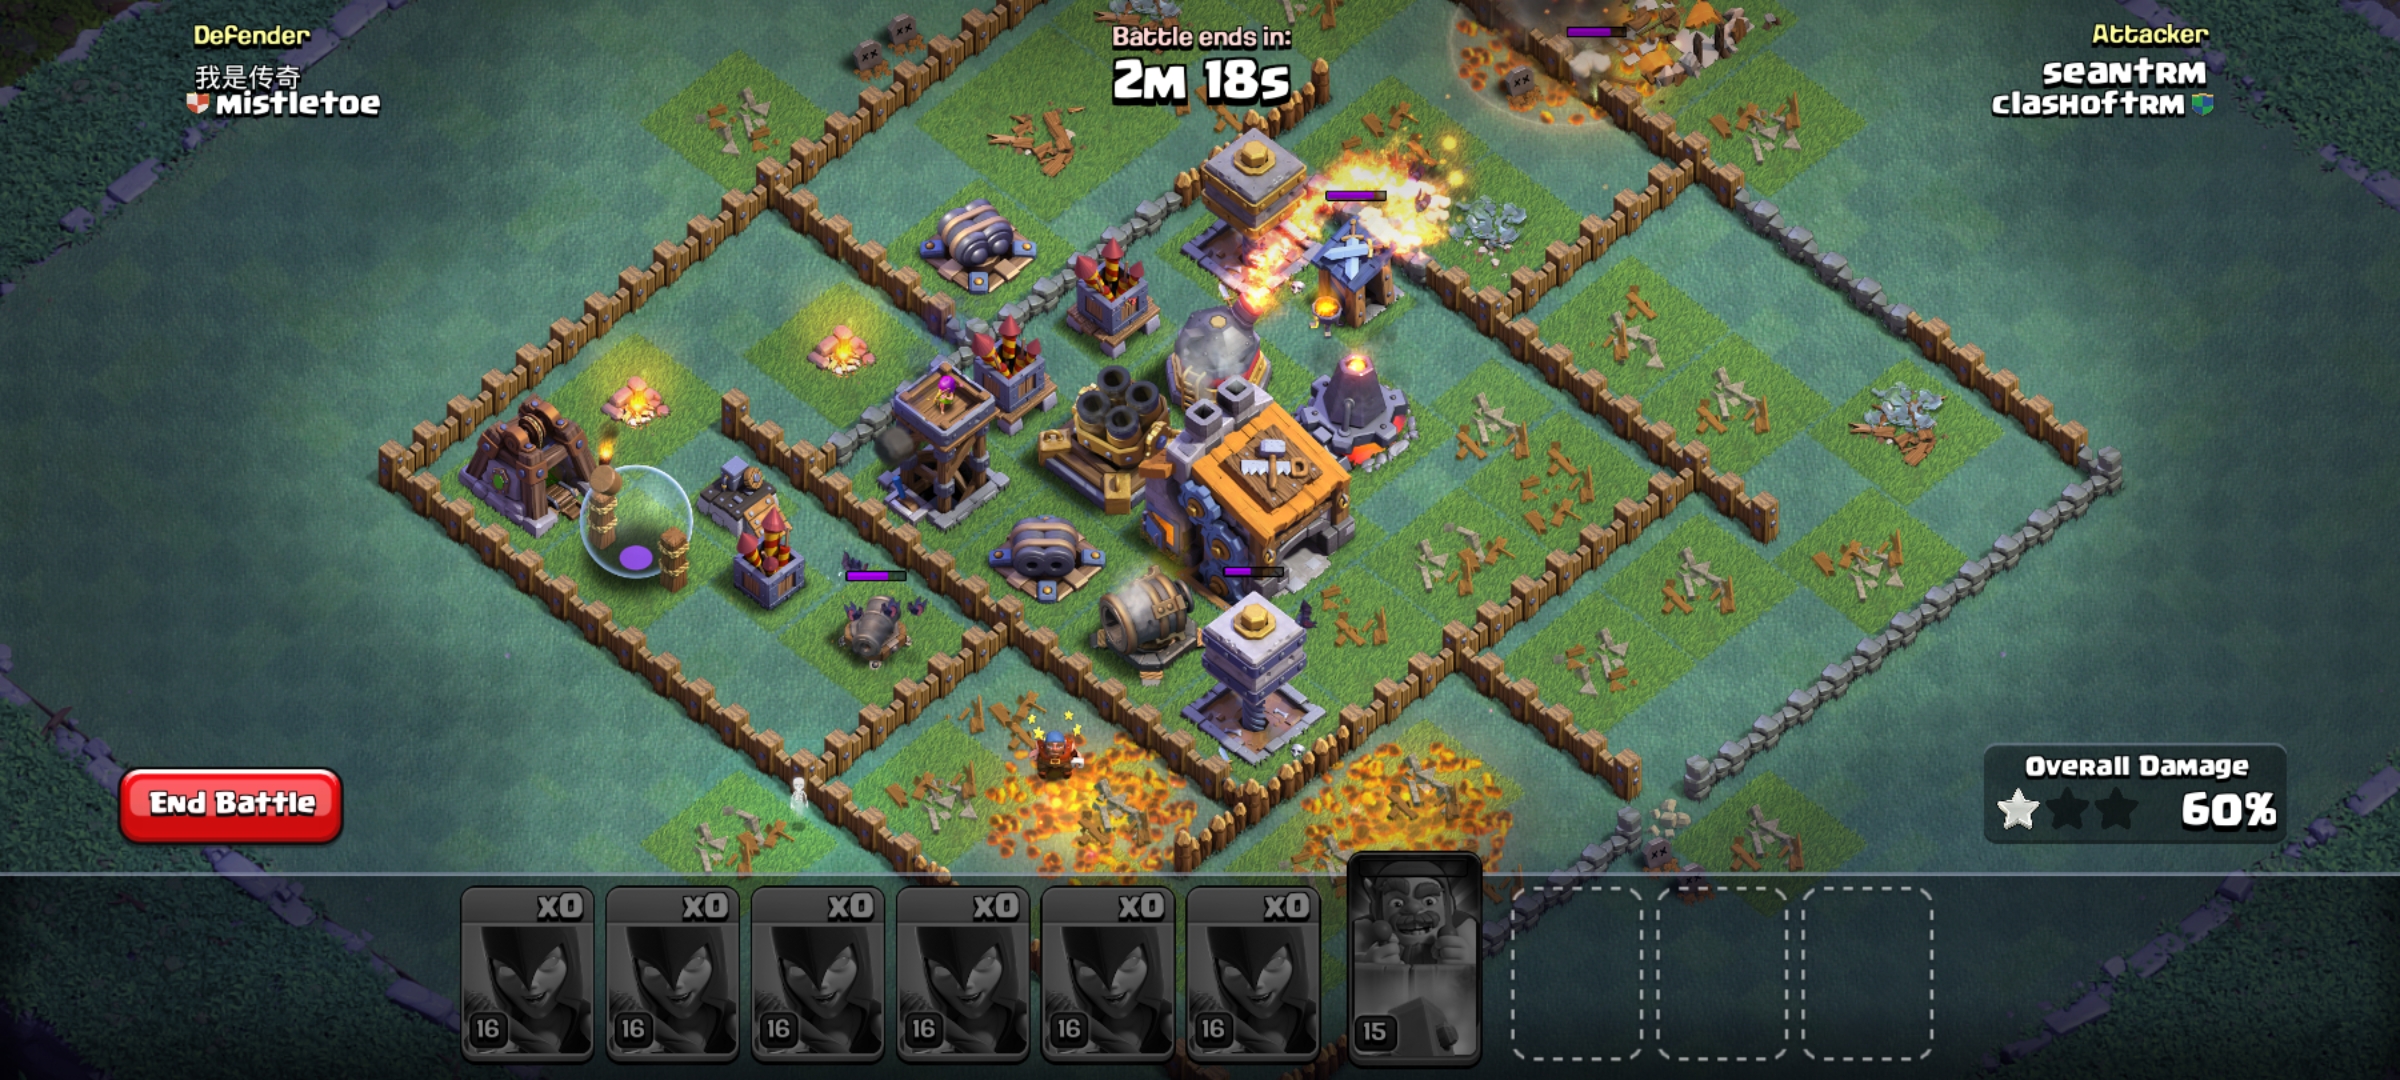 Defender
我是传奇
Mistletoe
Battle ends in:
2M 18s
Attacker
seantRM
clashoftRM
End Battle
Overall Damage
60%
x0
x0
x0
x0
x0
x0
16
16
16
16
16
16
15